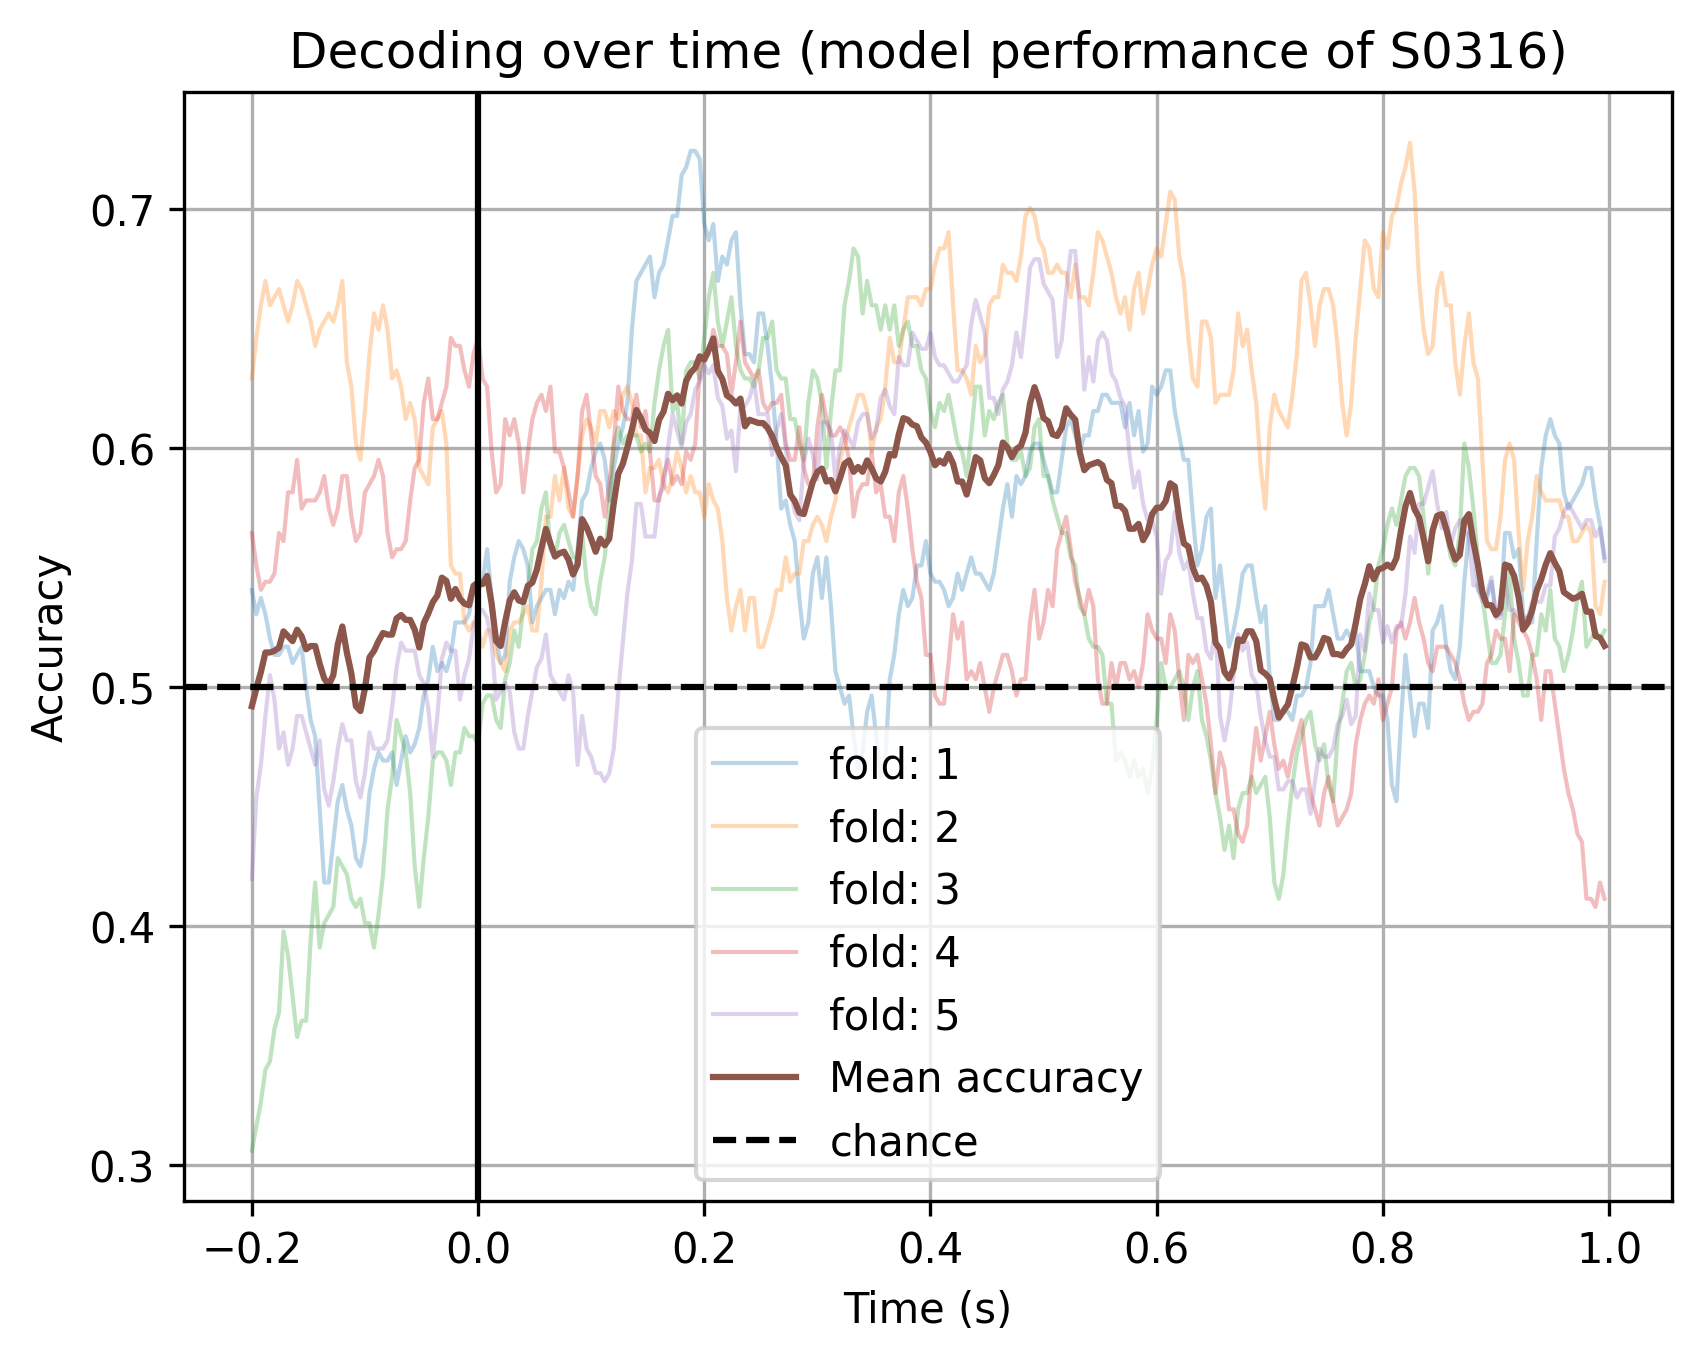 Decoding over time (model performance of S0316)
Accuracy
0.7
0.6
0.5
0.4
0.3
fold: 1
fold: 2
fold: 3
fold: 4
fold: 5
Mean accuracy
chance
−0.2 0.0 0.2 0.4 0.6 0.8 1.0
Time (s)